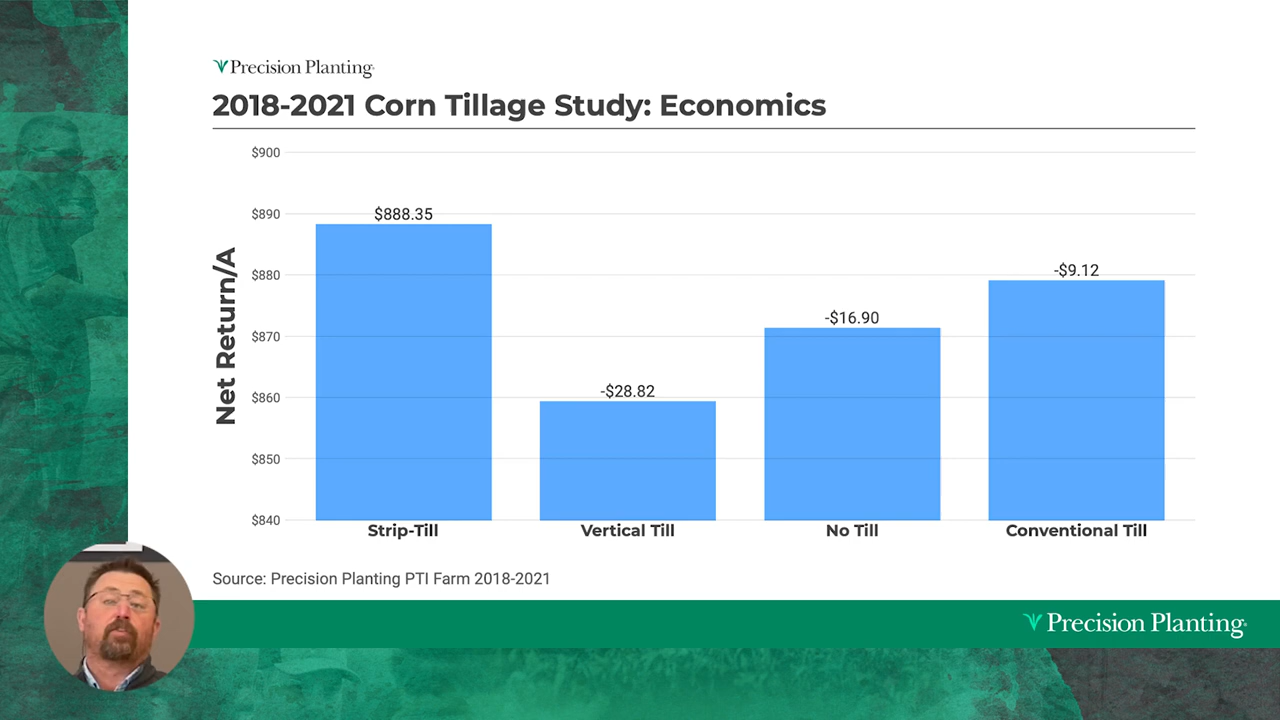 Precision Planting
2018-2021 Corn Tillage Study: Economics
$900
$890
$880
$870
$860
$850
$840
Net Return/A
$888.35
-$28.82
-$16.90
-$9.12
Strip-Till
Vertical Till
No Till
Conventional Till
Source: Precision Planting PTI Farm 2018-2021
Precision Planting